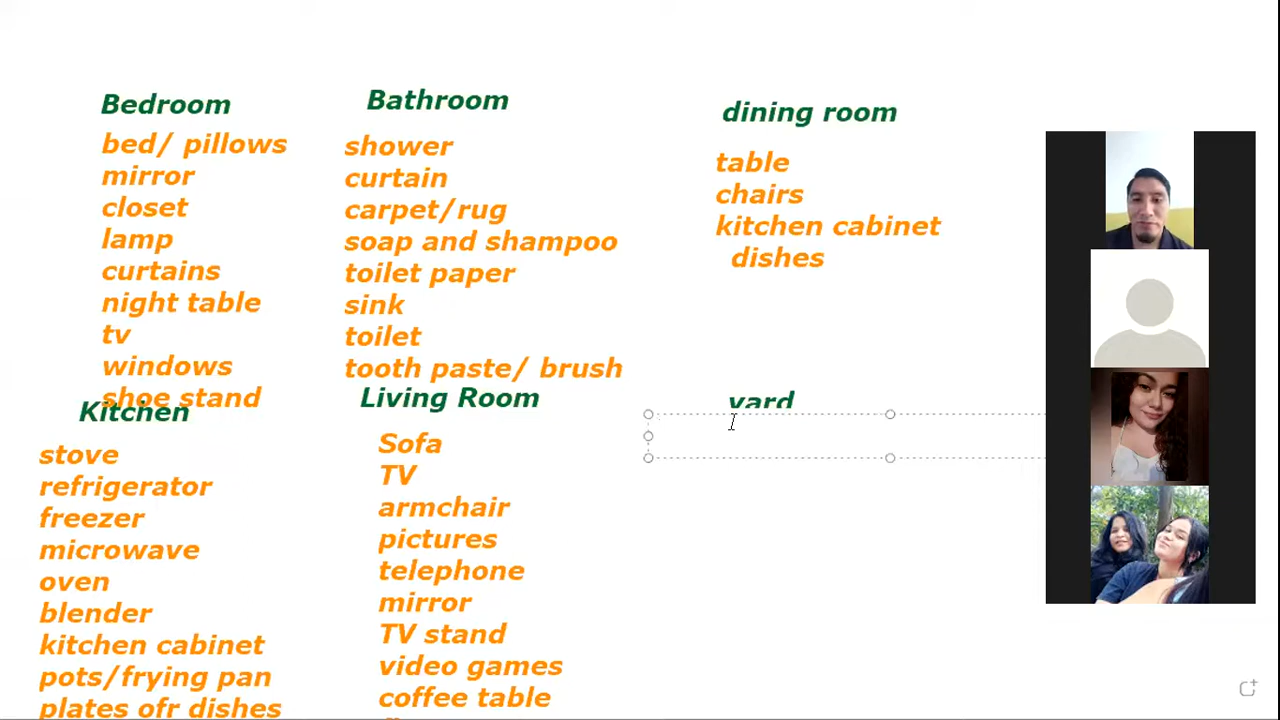 Bedroom
bed/ pillows
mirror
closet
lamp
curtains
night table
tv
windows
shoe stand
Bathroom
shower
curtain
carpet/rug
soap and shampoo
toilet paper
sink
toilet
tooth paste/ brush
dining room
table
chairs
kitchen cabinet
dishes
Kitchen
stove
refrigerator
freezer
microwave
oven
blender
kitchen cabinet
pots/frying pan
plates ofr dishes
Living Room
Sofa
TV
armchair
pictures
telephone
mirror
TV stand
video games
coffee table
yard